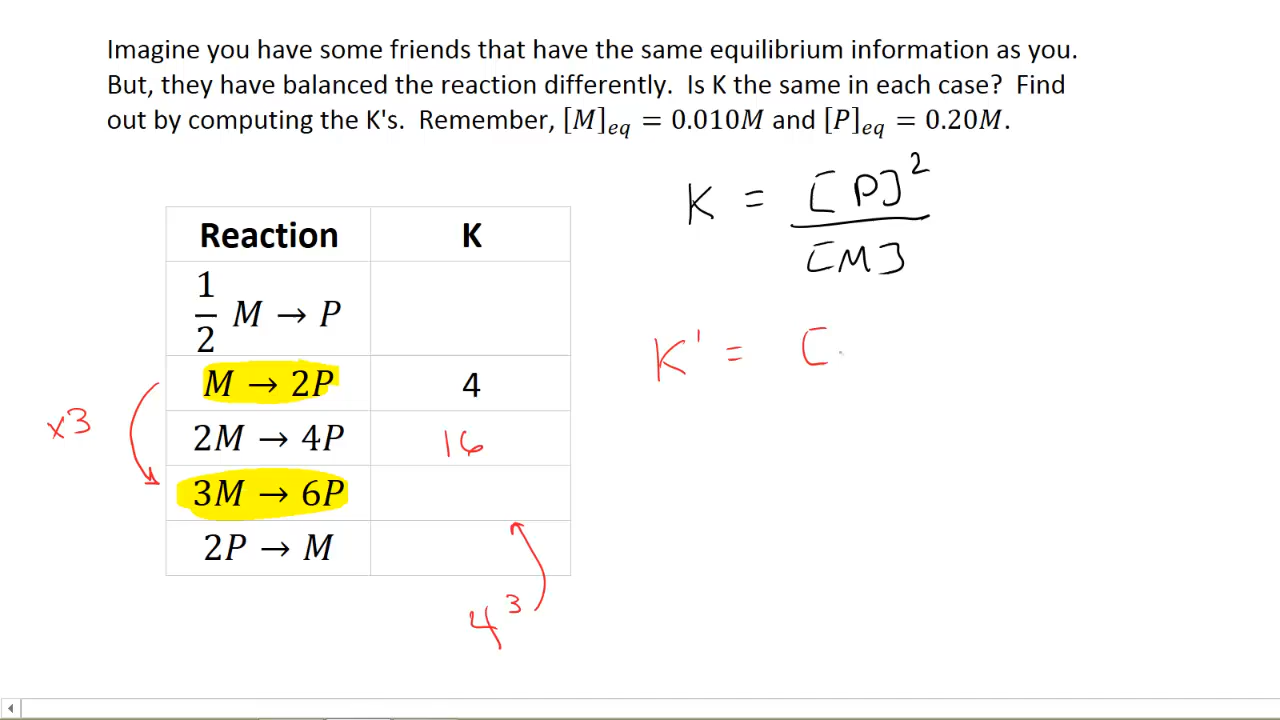 Imagine you have some friends that have the same equilibrium information as you.
But, they have balanced the reaction differently.  Is K the same in each case?  Find
out by computing the K's.  Remember, [M]eq = 0.010M and [P]eq = 0.20M.
K = [P]²
[M]
Reaction K
1/2 M → P
K' = [
M → 2P 4
x3
2M → 4P 16
3M → 6P
2P → M
4³